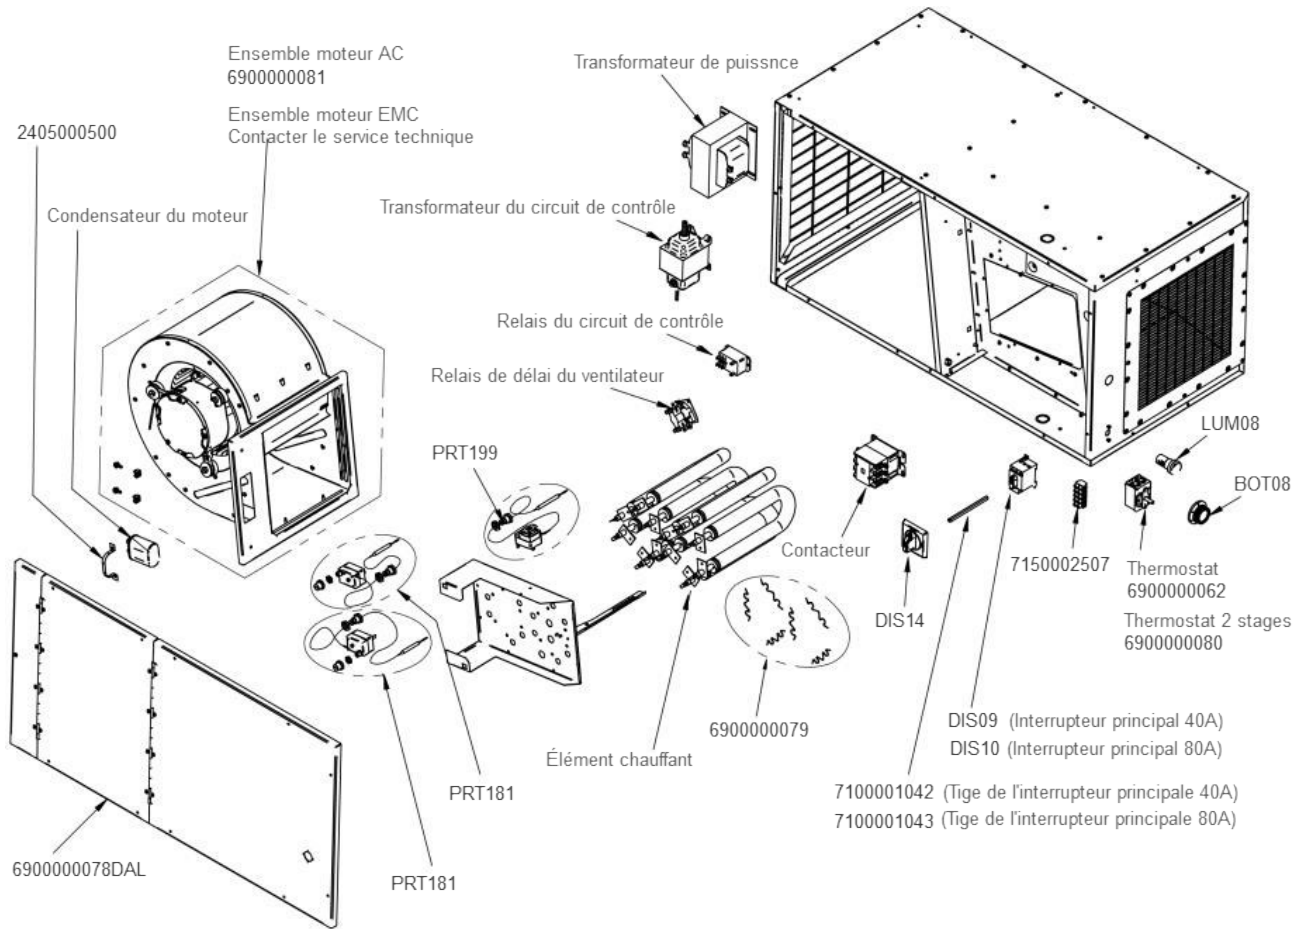 Ensemble moteur AC
6900000081
Ensemble moteur EMC
Contacter le service technique
2405000500
Condensateur du moteur
Transformateur de puissnce
Transformateur du circuit de contrôle
Relais du circuit de contrôle
Relais de délai du ventilateur
PRT199
Contacteur
LUM08
BOT08
7150002507
Thermostat
6900000062
Thermostat 2 stages
6900000080
DIS14
DIS09 (Interrupteur principal 40A)
DIS10 (Interrupteur principal 80A)
7100001042 (Tige de l'interrupteur principale 40A)
7100001043 (Tige de l'interrupteur principale 80A)
6900000079
Élément chauffant
PRT181
PRT181
6900000078DAL